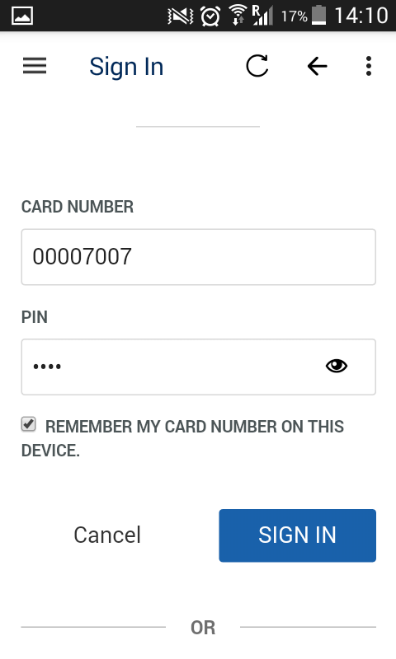 R 17% 14:10
Sign In
CARD NUMBER
00007007
PIN
••••
REMEMBER MY CARD NUMBER ON THIS
DEVICE.
Cancel SIGN IN
OR